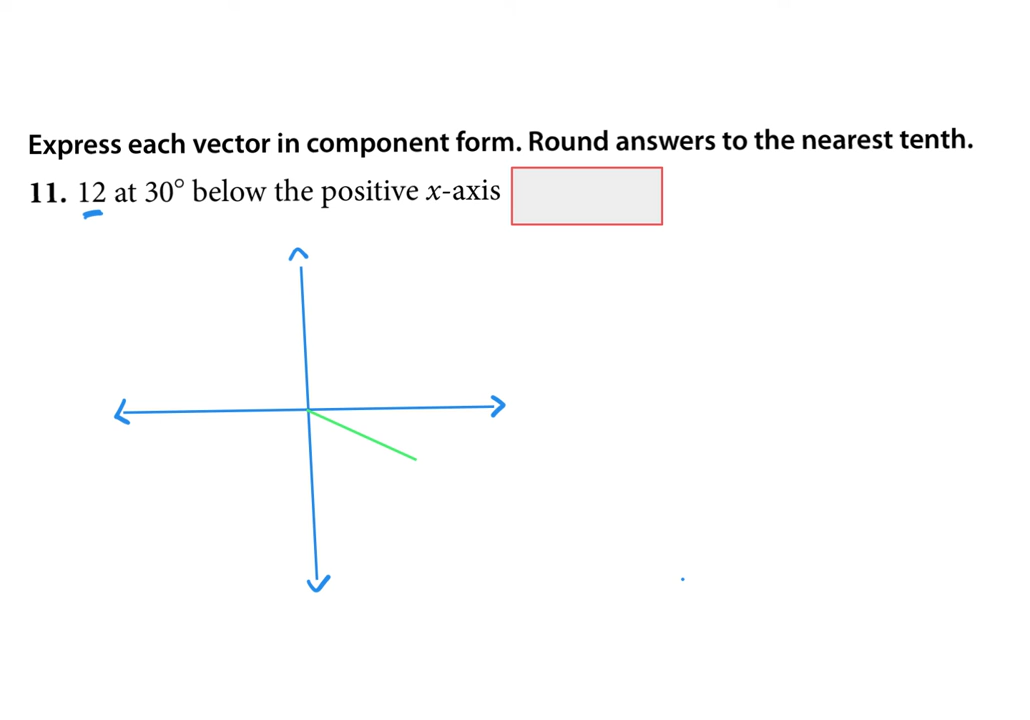 Express each vector in component form. Round answers to the nearest tenth.
11. 12 at 30° below the positive x-axis